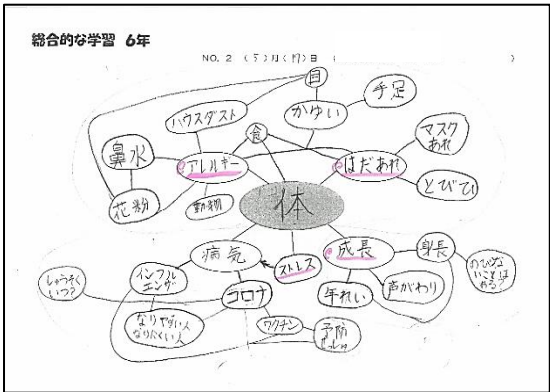 総合的な学習 6年
NO. 2 (5)月(17)日 ( )
目
手足
ハウスダスト
かゆい
食
マスク
あれ
鼻水
アレルギー
はだあれ
とびひ
花粉
動物
体
病気
ストレス
成長
身長
のびない
ことは
ある?
しゅうそく
いつ?
インフル
エンザ
コロナ
年れい
声がわり
なりやすい人
なりにくい人
ワクチン
予防